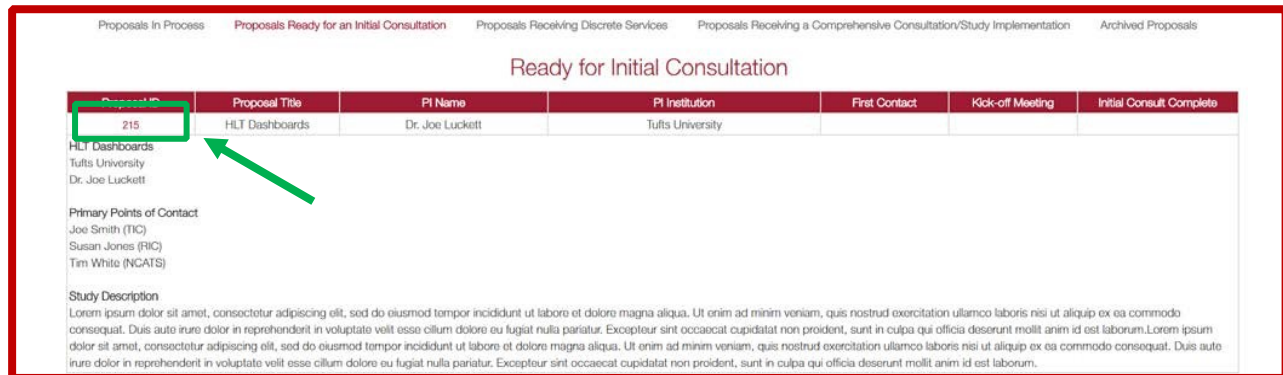 Proposals In Process Proposals Ready for an Initial Consultation Proposals Receiving Discrete Services Proposals Receiving a Comprehensive Consultation/Study Implementation Archived Proposals
Ready for Initial Consultation
Proposal ID Proposal Title PI Name PI Institution First Contact Kick-off Meeting Initial Consult Complete
215 HLT Dashboards Dr. Joe Luckett Tufts University
HLT Dashboards
Tufts University
Dr. Joe Luckett
Primary Points of Contact
Joe Smith (TIC)
Susan Jones (RIC)
Tim White (NCATS)
Study Description
Lorem ipsum dolor sit amet, consectetur adipiscing elit, sed do eiusmod tempor incididunt ut labore et dolore magna aliqua. Ut enim ad minim veniam, quis nostrud exercitation ullamco laboris nisi ut aliquip ex ea commodo
consequat. Duis aute irure dolor in reprehenderit in voluptate velit esse cillum dolore eu fugiat nulla pariatur. Excepteur sint occaecat cupidatat non proident, sunt in culpa qui officia deserunt mollit anim id est laborum.Lorem ipsum
dolor sit amet, consectetur adipiscing elit, sed do eiusmod tempor incididunt ut labore et dolore magna aliqua. Ut enim ad minim veniam, quis nostrud exercitation ullamco laboris nisi ut aliquip ex ea commodo consequat. Duis aute
irure dolor in reprehenderit in voluptate velit esse cillum dolore eu fugiat nulla pariatur. Excepteur sint occaecat cupidatat non proident, sunt in culpa qui officia deserunt mollit anim id est laborum.